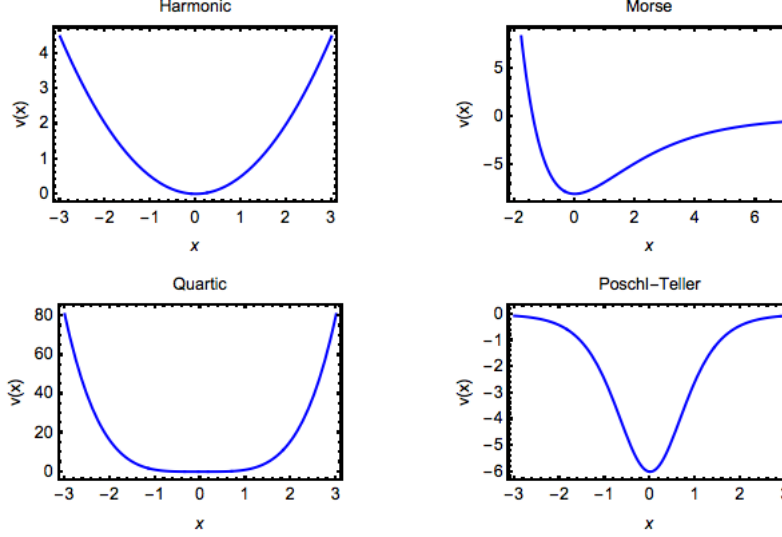 Harmonic
v(x)
4
3
2
1
0
−3 −2 −1 0 1 2 3
x
Morse
5
0
−5
−2 0 2 4 6
x
Quartic
v(x)
80
60
40
20
0
−3 −2 −1 0 1 2 3
x
Poschl−Teller
v(x)
0
−1
−2
−3
−4
−5
−6
−3 −2 −1 0 1 2 3
x